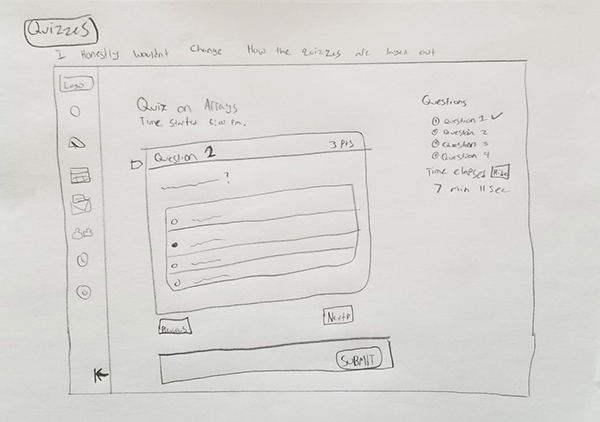 Quizzes
I Honestly wouldnt Change How the quizzes are layed out
Logo
Quiz on Arrays
Time Started 5:00 pm.
Question 2 3 Pts
?
Previous
Next
SUBMIT
Questions
Question 1
Question 2
Question 3
Question 4
Time elapsed Hide
7 min 11 sec